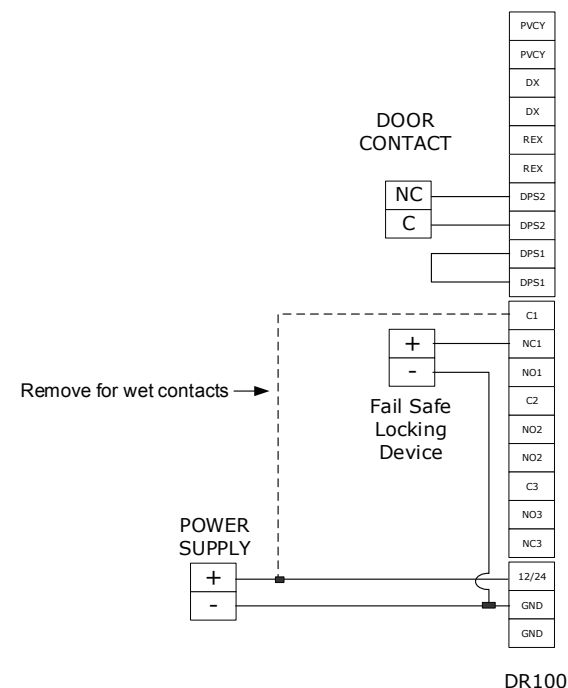 PVCY
PVCY
DX
DX
REX
REX
DPS2
DPS2
DPS1
DPS1
DOOR
CONTACT
NC
C
C1
NC1
NO1
C2
NO2
NO2
C3
NO3
NC3
12/24
GND
GND
+
-
Fail Safe
Locking
Device
Remove for wet contacts
POWER
SUPPLY
+
-
DR100